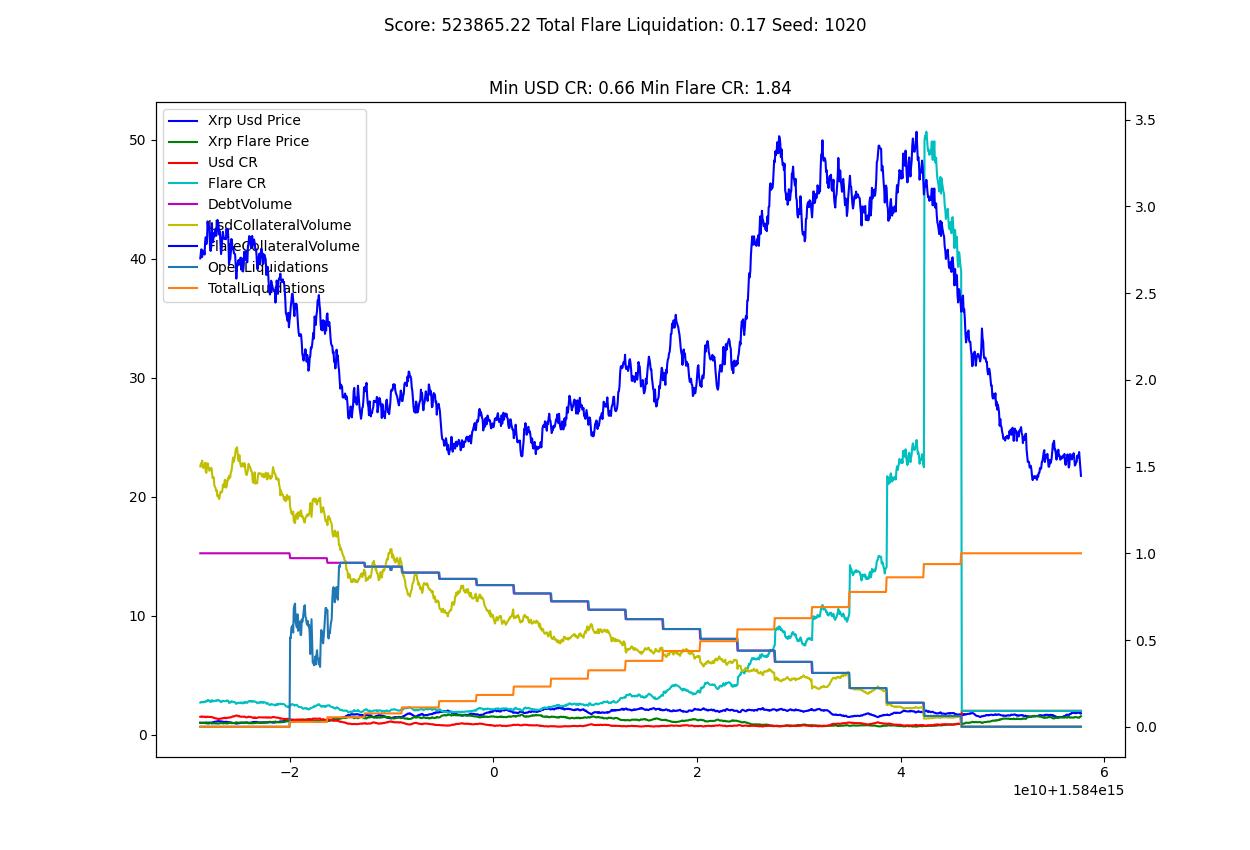 Score: 523865.22 Total Flare Liquidation: 0.17 Seed: 1020
Min USD CR: 0.66 Min Flare CR: 1.84
Xrp Usd Price
Xrp Flare Price
Usd CR
Flare CR
DebtVolume
UsdCollateralVolume
FlareCollateralVolume
OpenLiquidations
TotalLiquidations
50
40
30
20
10
0
3.5
3.0
2.5
2.0
1.5
1.0
0.5
0.0
−2 0 2 4 6
1e10+1.584e15